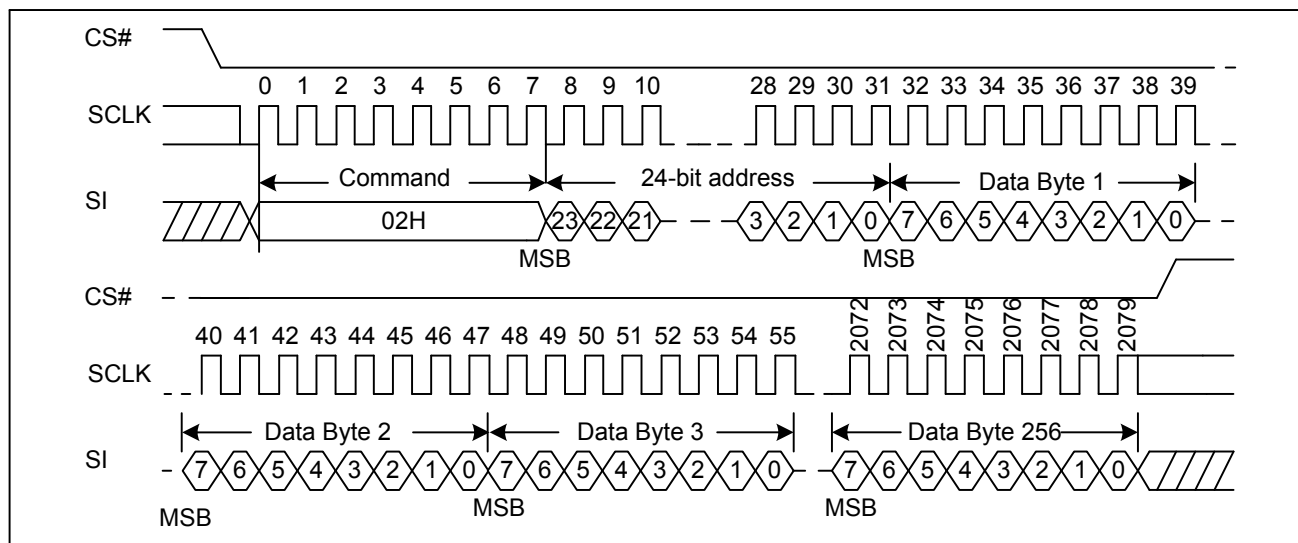 CS#
0 1 2 3 4 5 6 7 8 9 10 28 29 30 31 32 33 34 35 36 37 38 39
SCLK
Command 24-bit address Data Byte 1
SI
02H 23 22 21 3 2 1 0 7 6 5 4 3 2 1 0
MSB MSB
CS#
40 41 42 43 44 45 46 47 48 49 50 51 52 53 54 55 2072 2073 2074 2075 2076 2077 2078 2079
SCLK
Data Byte 2 Data Byte 3 Data Byte 256
SI
7 6 5 4 3 2 1 0 7 6 5 4 3 2 1 0 7 6 5 4 3 2 1 0
MSB MSB MSB